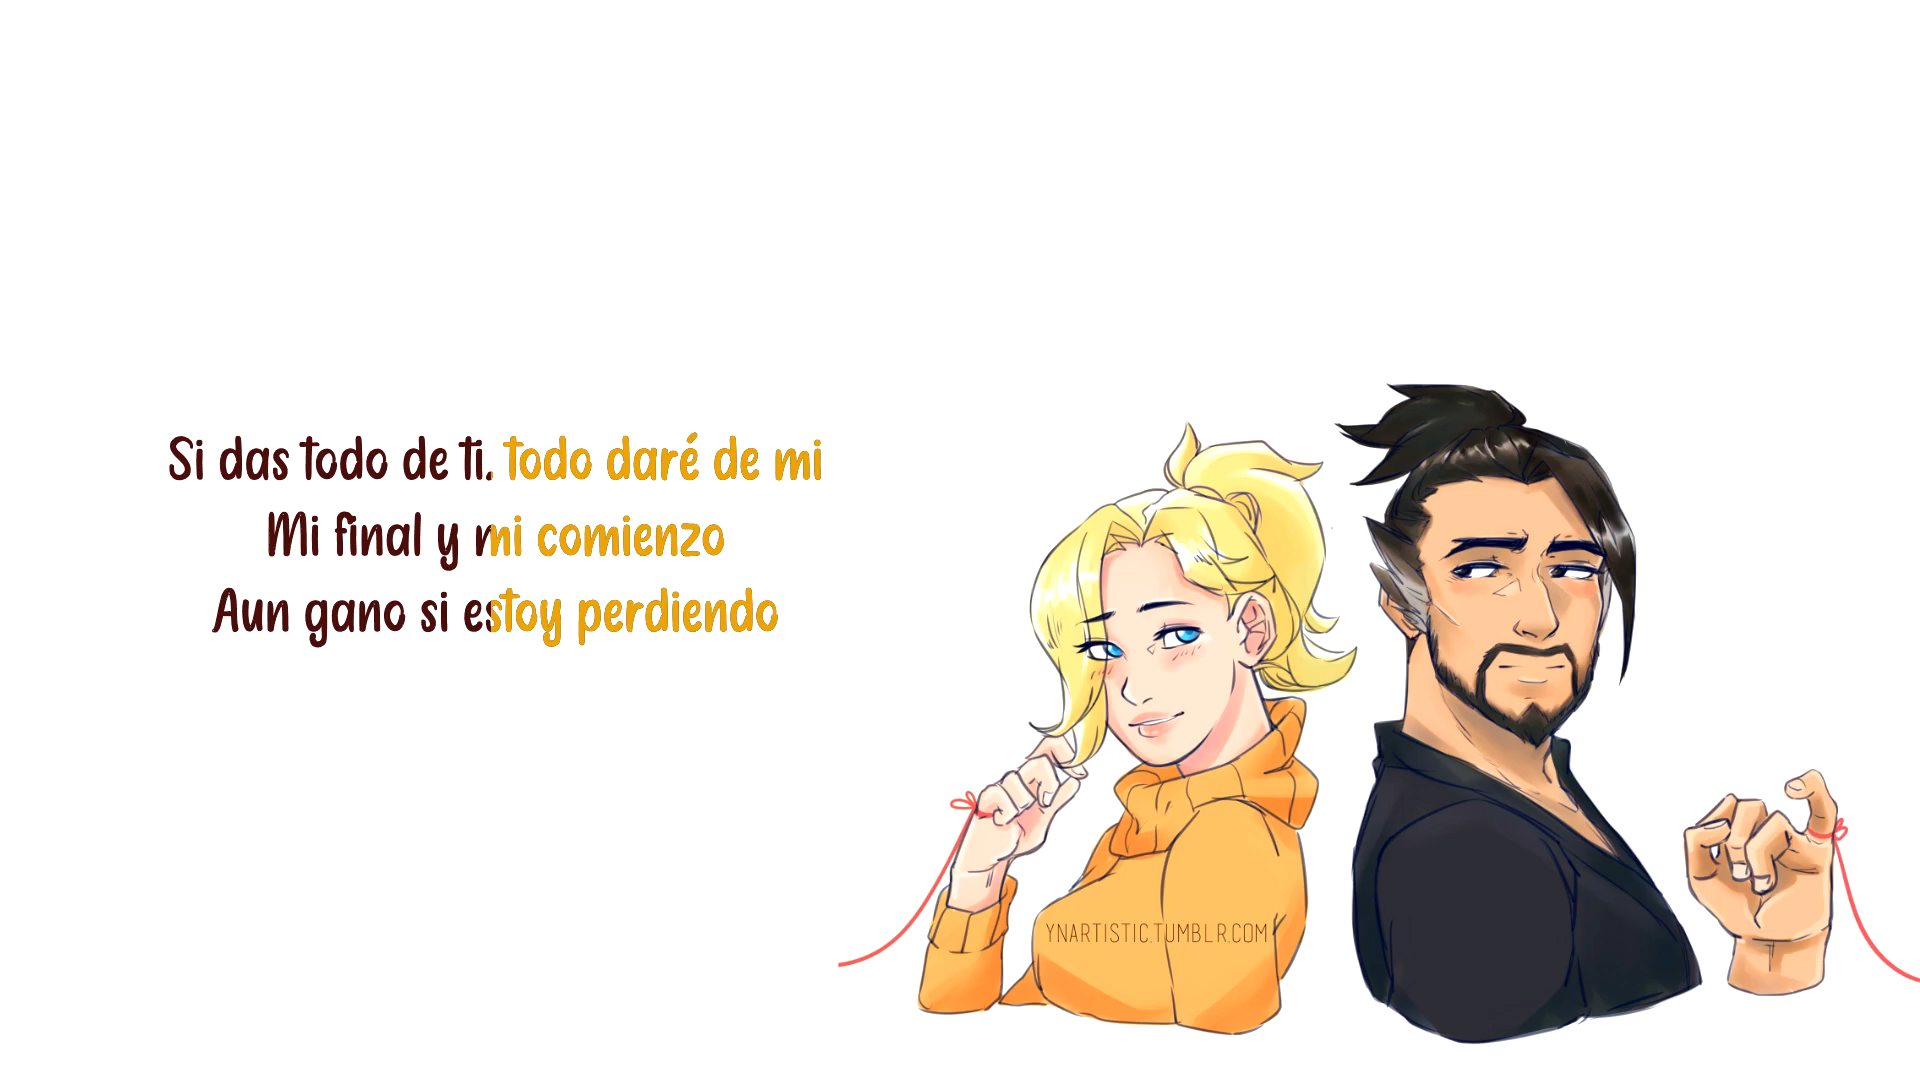 Si das todo de ti, todo daré de mi
Mi final y mi comienzo
Aun gano si estoy perdiendo
YNARTISTIC.TUMBLR.COM